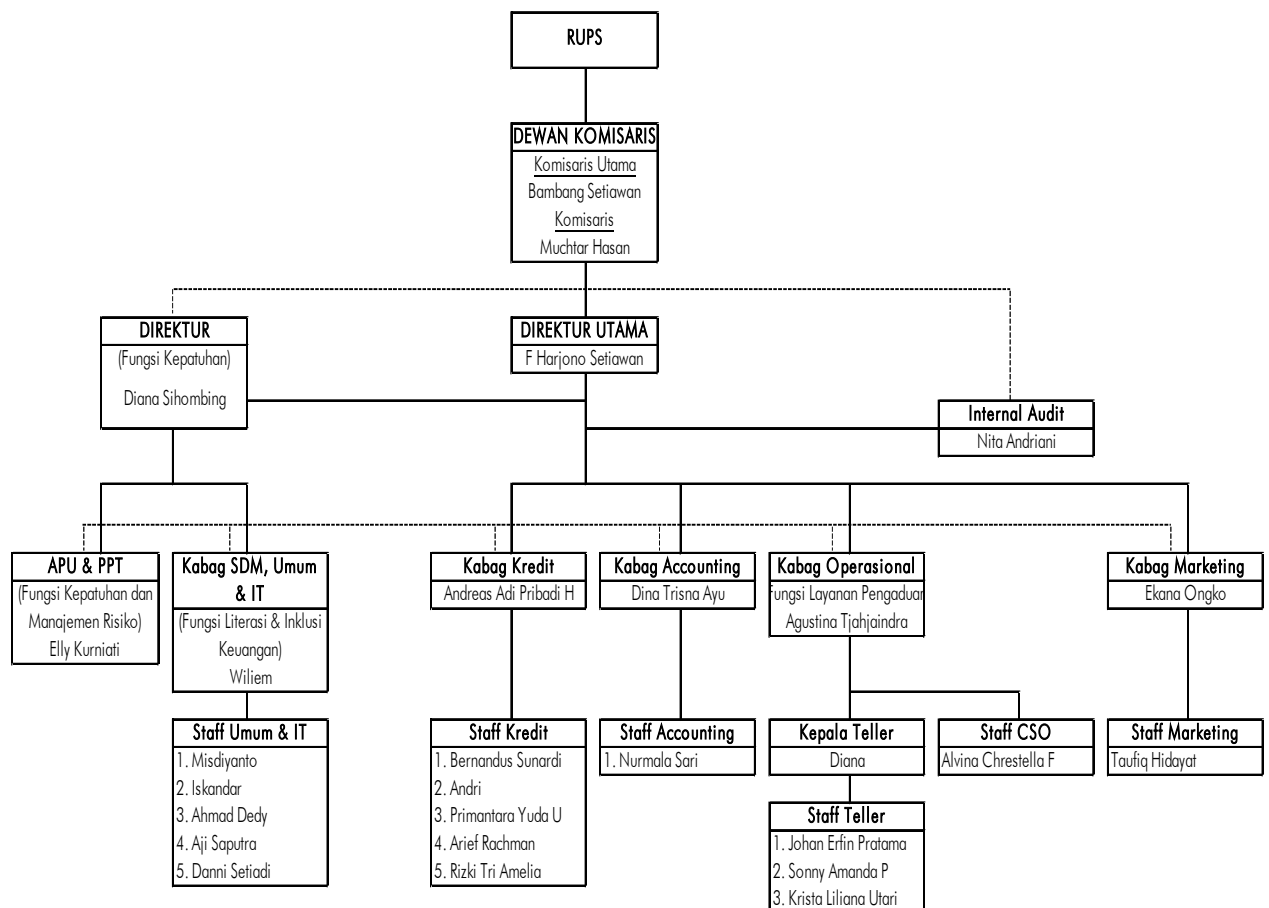 RUPS
DEWAN KOMISARIS
Komisaris Utama
Bambang Setiawan
Komisaris
Muchtar Hasan
DIREKTUR
(Fungsi Kepatuhan)
Diana Sihombing
DIREKTUR UTAMA
F Harjono Setiawan
Internal Audit
Nita Andriani
APU & PPT
(Fungsi Kepatuhan dan
Manajemen Risiko)
Elly Kurniati
Kabag SDM, Umum
& IT
(Fungsi Literasi & Inklusi
Keuangan)
Wiliem
Kabag Kredit
Andreas Adi Pribadi H
Kabag Accounting
Dina Trisna Ayu
Kabag Operasional
Fungsi Layanan Pengaduan
Agustina Tjahjaindra
Kabag Marketing
Ekana Ongko
Staff Umum & IT
1. Misdiyanto
2. Iskandar
3. Ahmad Dedy
4. Aji Saputra
5. Danni Setiadi
Staff Kredit
1. Bernandus Sunardi
2. Andri
3. Primantara Yuda U
4. Arief Rachman
5. Rizki Tri Amelia
Staff Accounting
1. Nurmala Sari
Kepala Teller
Diana
Staff CSO
Alvina Chrestella F
Staff Marketing
Taufiq Hidayat
Staff Teller
1. Johan Erfin Pratama
2. Sonny Amanda P
3. Krista Liliana Utari